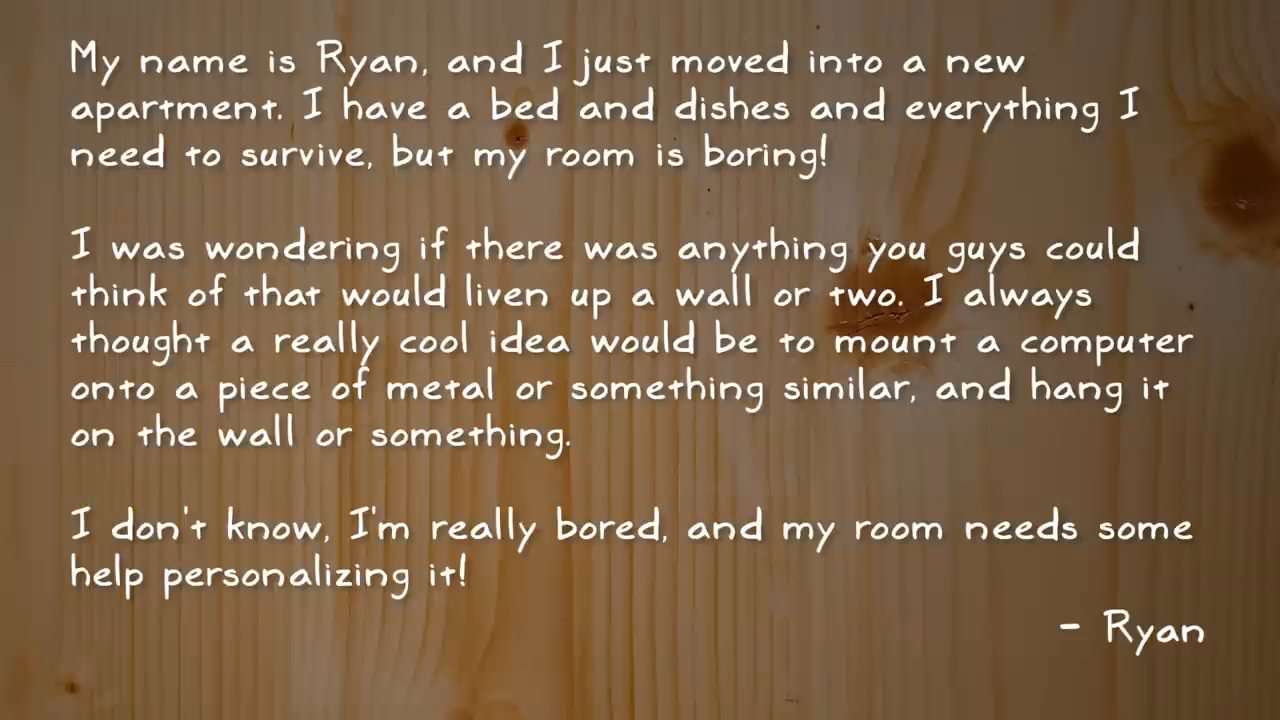 My name is Ryan, and I just moved into a new
apartment. I have a bed and dishes and everything I
need to survive, but my room is boring!
I was wondering if there was anything you guys could
think of that would liven up a wall or two. I always
thought a really cool idea would be to mount a computer
onto a piece of metal or something similar, and hang it
on the wall or something.
I don't know, I'm really bored, and my room needs some
help personalizing it!
- Ryan